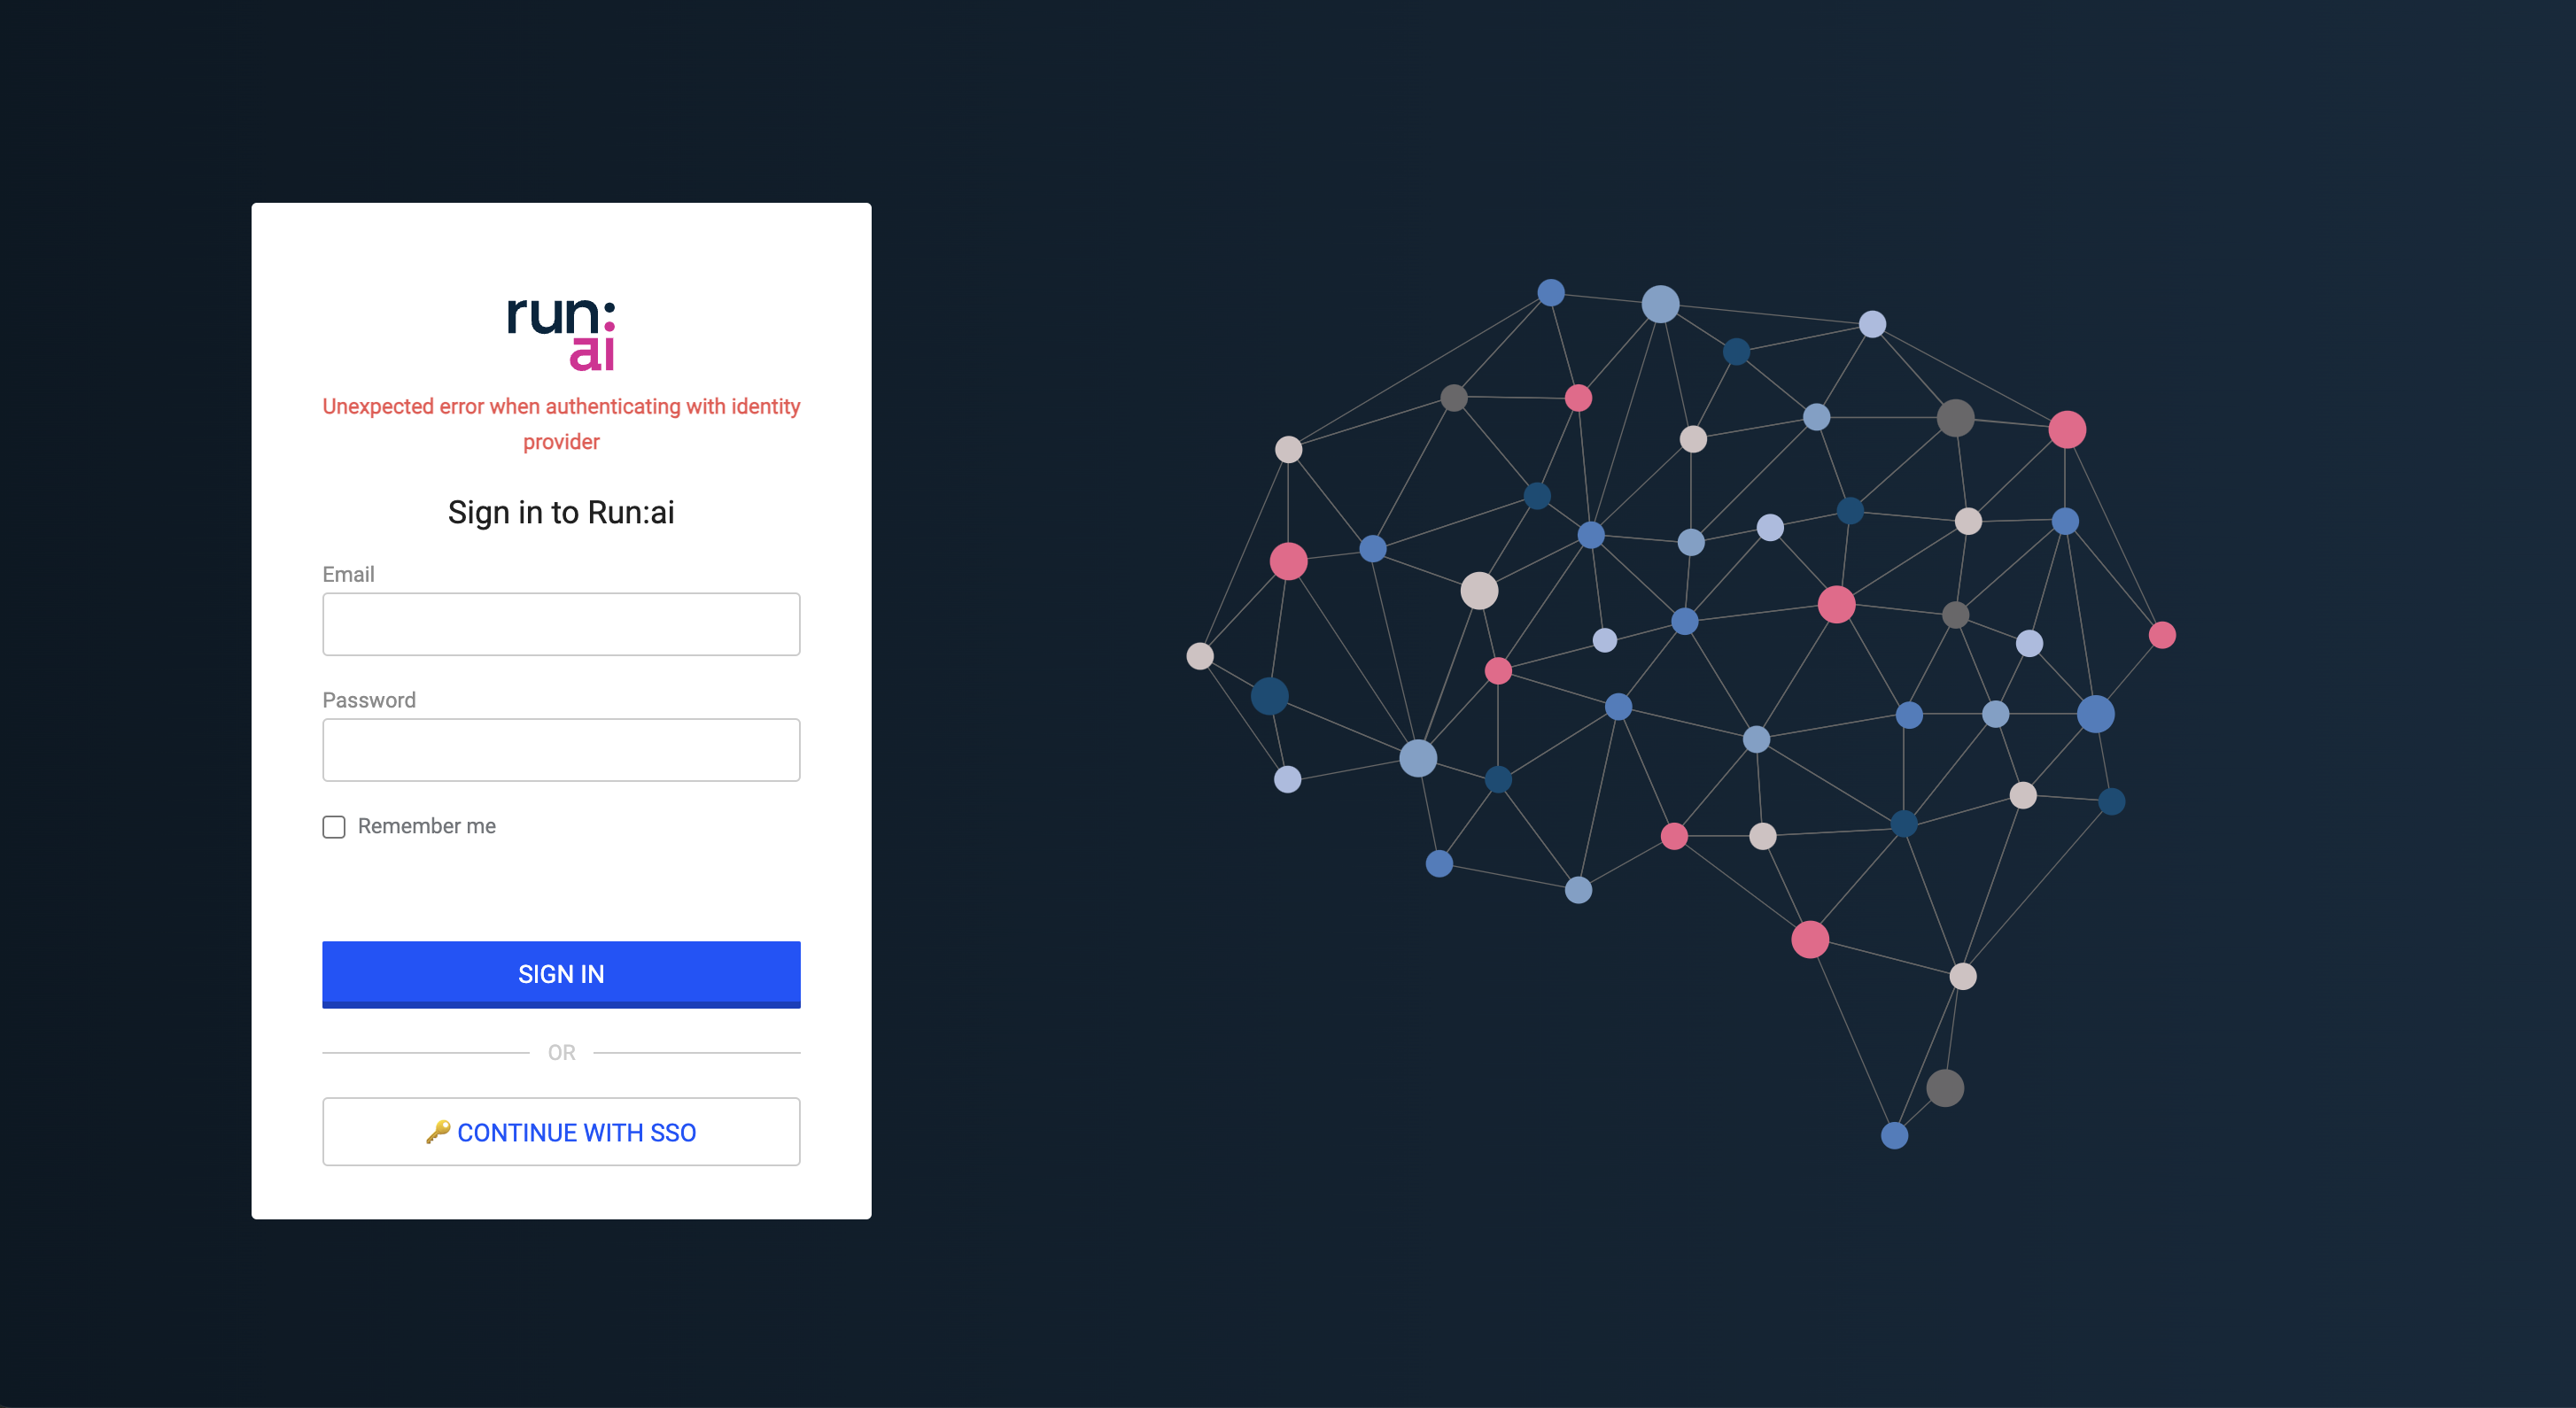 run:
ai
Unexpected error when authenticating with identity
provider
Sign in to Run:ai
Email
Password
Remember me
SIGN IN
OR
CONTINUE WITH SSO